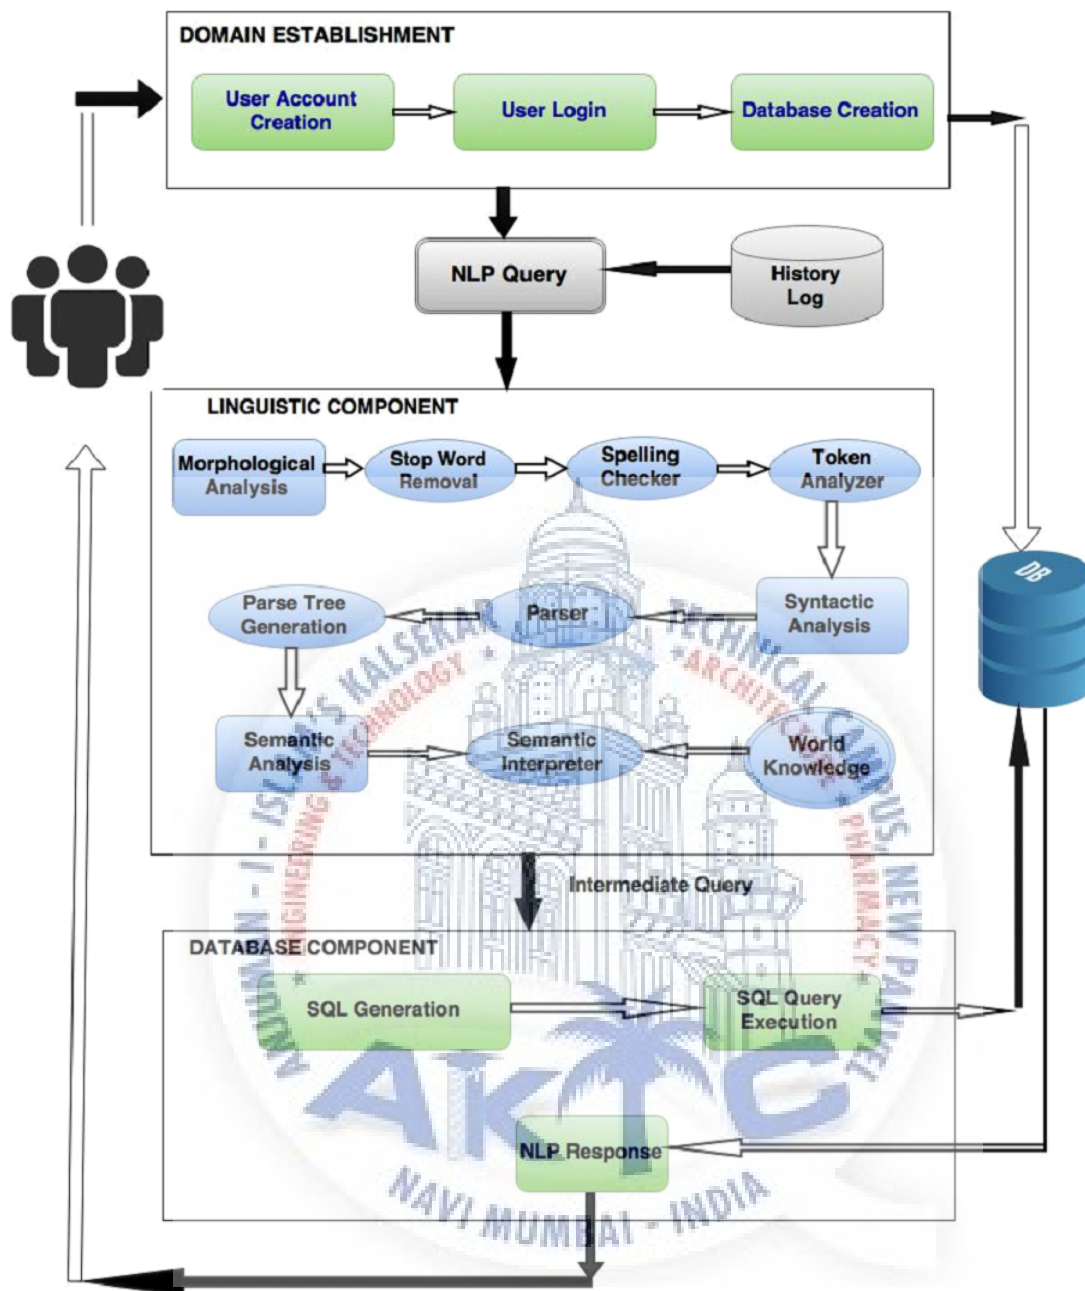 DOMAIN ESTABLISHMENT
User Account
Creation
User Login
Database Creation
NLP Query
History
Log
LINGUISTIC COMPONENT
Morphological
Analysis
Stop Word
Removal
Spelling
Checker
Token
Analyzer
Syntactic
Analysis
Parser
Parse Tree
Generation
Semantic
Analysis
Semantic
Interpreter
World
Knowledge
Intermediate Query
DATABASE COMPONENT
SQL Generation
SQL Query
Execution
NLP Response
DB
ANJUMAN - I - ISLAM'S KALSEKAR TECHNICAL CAMPUS, NEW PANVEL
ENGINEERING & TECHNOLOGY * ARCHITECTURE * PHARMACY
AIKTC
NAVI MUMBAI - INDIA